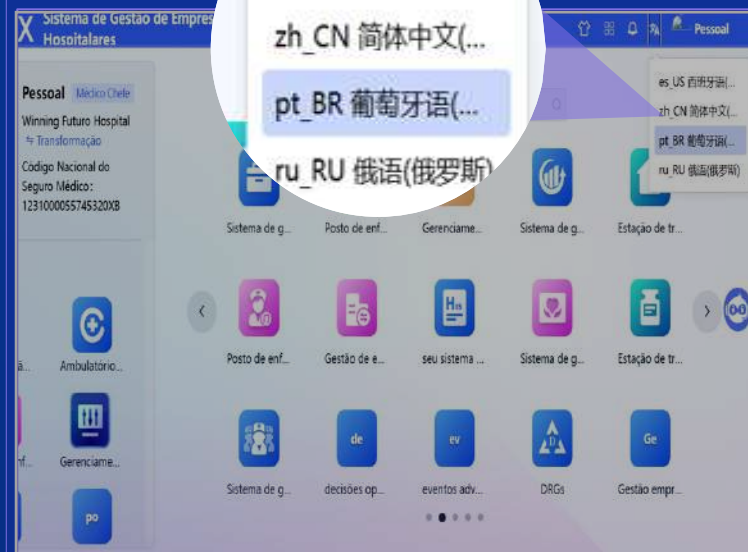 X Sistema de Gestão de Empres
Hospitalares
Pessoal
zh_CN 简体中文(...
pt_BR 葡萄牙语(...
ru_RU 俄语(俄罗斯)
es_US 西班牙语(...
zh_CN 简体中文(...
pt_BR 葡萄牙语(...
ru_RU 俄语(俄罗斯)
Pessoal Médico Chefe
Winning Futuro Hospital
Transformação
Código Nacional do
Seguro Médico:
1231000055745320XB
Sistema de g...
Posto de enf...
Gerenciame...
Sistema de g...
Estação de tr...
His
Posto de enf...
Gestão de e...
seu sistema ...
Sistema de g...
Estação de tr...
Ambulatório...
Gerenciame...
po
de
ev
D
Ge
Sistema de g...
decisões op...
eventos adv...
DRGs
Gestão empr...